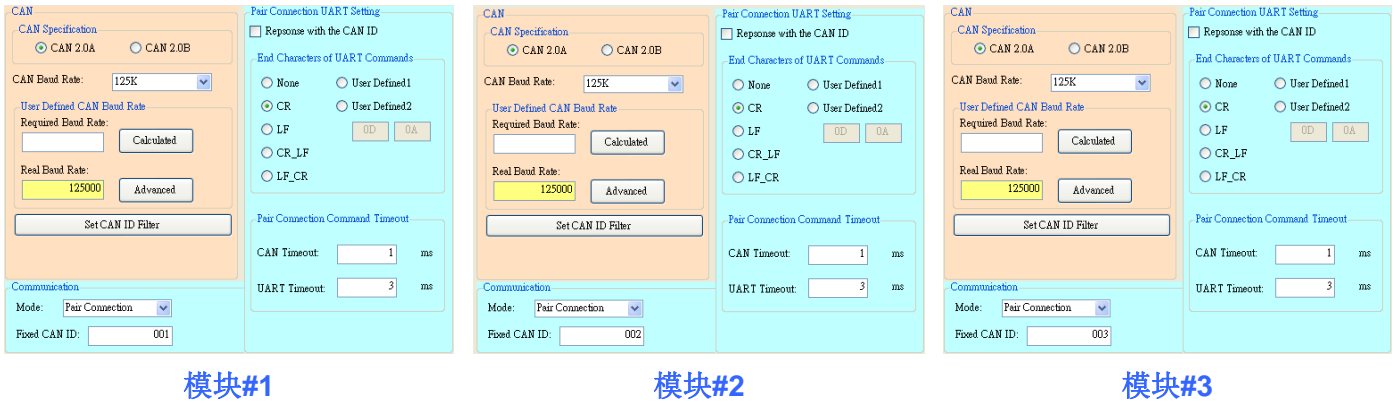 CAN
CAN Specification
CAN 2.0A CAN 2.0B
CAN Baud Rate: 125K
User Defined CAN Baud Rate
Required Baud Rate:
Calculated
Real Baud Rate:
125000 Advanced
Set CAN ID Filter
Communication
Mode: Pair Connection
Fixed CAN ID: 001
Pair Connection UART Setting
Repsonse with the CAN ID
End Characters of UART Commands
None User Defined1
CR User Defined2
LF 0D 0A
CR_LF
LF_CR
Pair Connection Command Timeout
CAN Timeout: 1 ms
UART Timeout: 3 ms
模块#1
CAN
CAN Specification
CAN 2.0A CAN 2.0B
CAN Baud Rate: 125K
User Defined CAN Baud Rate
Required Baud Rate:
Calculated
Real Baud Rate:
125000 Advanced
Set CAN ID Filter
Communication
Mode: Pair Connection
Fixed CAN ID: 002
Pair Connection UART Setting
Repsonse with the CAN ID
End Characters of UART Commands
None User Defined1
CR User Defined2
LF 0D 0A
CR_LF
LF_CR
Pair Connection Command Timeout
CAN Timeout: 1 ms
UART Timeout: 3 ms
模块#2
CAN
CAN Specification
CAN 2.0A CAN 2.0B
CAN Baud Rate: 125K
User Defined CAN Baud Rate
Required Baud Rate:
Calculated
Real Baud Rate:
125000 Advanced
Set CAN ID Filter
Communication
Mode: Pair Connection
Fixed CAN ID: 003
Pair Connection UART Setting
Repsonse with the CAN ID
End Characters of UART Commands
None User Defined1
CR User Defined2
LF 0D 0A
CR_LF
LF_CR
Pair Connection Command Timeout
CAN Timeout: 1 ms
UART Timeout: 3 ms
模块#3